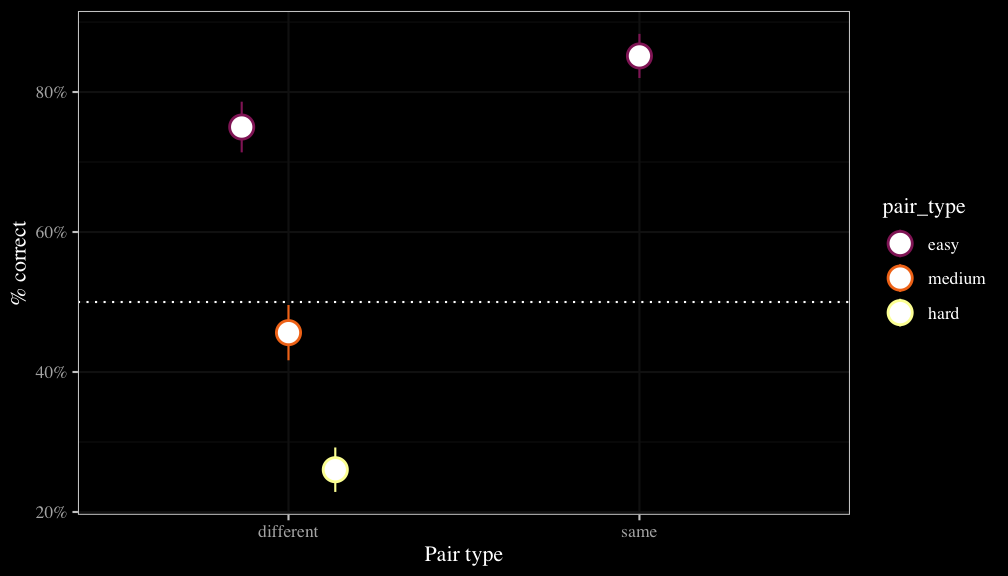 % correct
80%
60%
40%
20%
different
same
Pair type
pair_type
easy
medium
hard